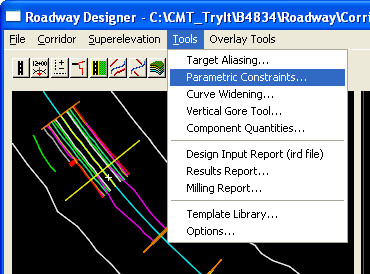 Roadway Designer - C:\CMT_TryIt\B4834\Roadway\Corri
File Corridor Superelevation Tools Overlay Tools
Target Aliasing...
Parametric Constraints...
Curve Widening...
Vertical Gore Tool...
Component Quantities...
Design Input Report (ird file)
Results Report...
Milling Report...
Template Library...
Options...